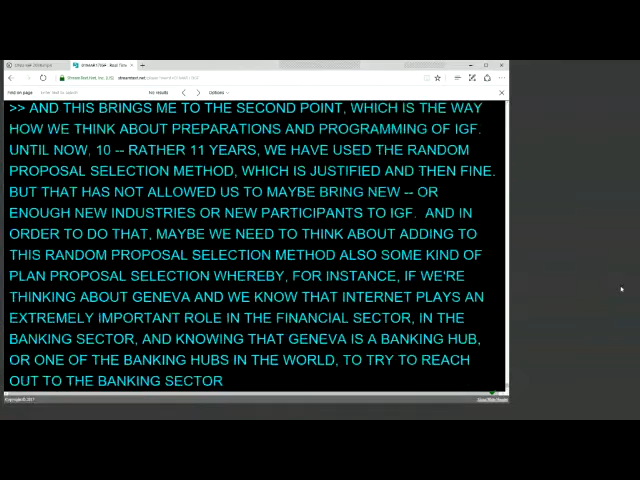 Find on page
No results
Options
>> AND THIS BRINGS ME TO THE SECOND POINT, WHICH IS THE WAY
HOW WE THINK ABOUT PREPARATIONS AND PROGRAMMING OF IGF.
UNTIL NOW, 10 -- RATHER 11 YEARS, WE HAVE USED THE RANDOM
PROPOSAL SELECTION METHOD, WHICH IS JUSTIFIED AND THEN FINE.
BUT THAT HAS NOT ALLOWED US TO MAYBE BRING NEW -- OR
ENOUGH NEW INDUSTRIES OR NEW PARTICIPANTS TO IGF.  AND IN
ORDER TO DO THAT, MAYBE WE NEED TO THINK ABOUT ADDING TO
THIS RANDOM PROPOSAL SELECTION METHOD ALSO SOME KIND OF
PLAN PROPOSAL SELECTION WHEREBY, FOR INSTANCE, IF WE'RE
THINKING ABOUT GENEVA AND WE KNOW THAT INTERNET PLAYS AN
EXTREMELY IMPORTANT ROLE IN THE FINANCIAL SECTOR, IN THE
BANKING SECTOR, AND KNOWING THAT GENEVA IS A BANKING HUB,
OR ONE OF THE BANKING HUBS IN THE WORLD, TO TRY TO REACH
OUT TO THE BANKING SECTOR